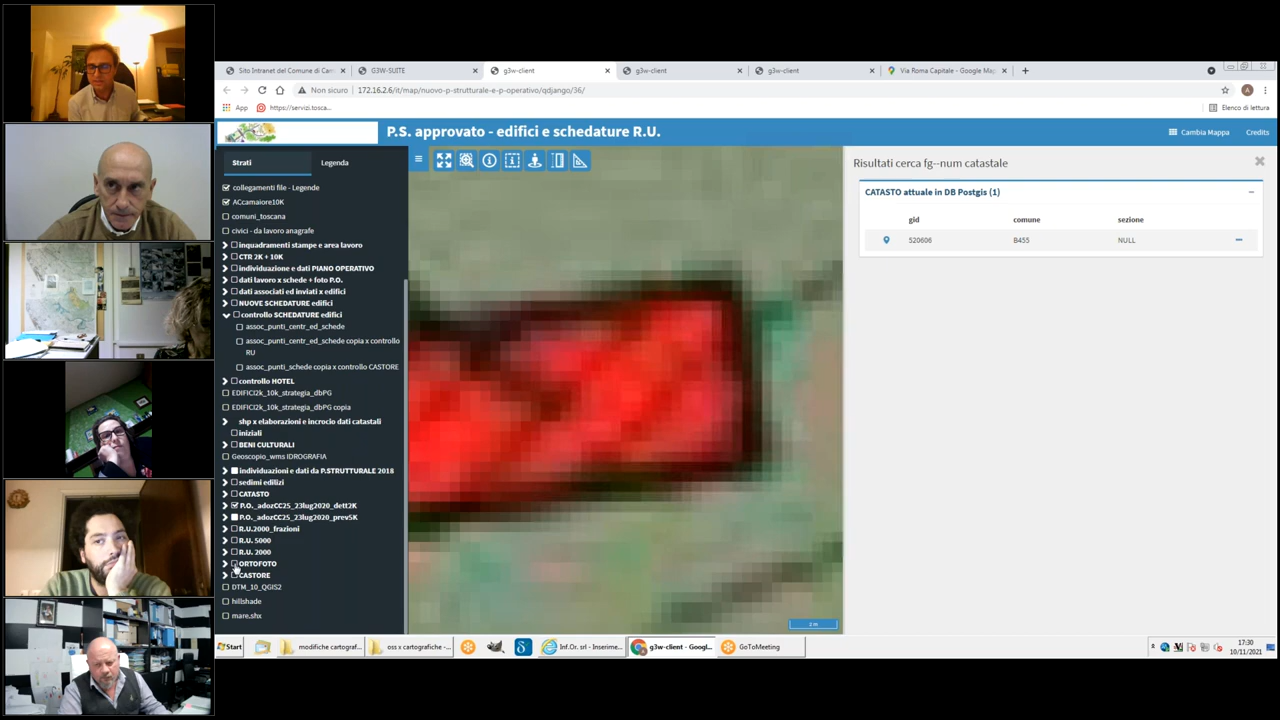 Sito Intranet del Comune di Cam
G3W-SUITE
g3w-client
g3w-client
g3w-client
Via Roma Capitale - Google Map
Non sicuro
172.16.2.6/it/map/nuovo-p-strutturale-e-p-operativo/qdjango/36/
App
https://servizi.tosca...
Elenco di lettura
P.S. approvato - edifici e schedature R.U.
Cambia Mappa
Credits
Strati
Legenda
collegamenti file - Legende
ACcamaiore10K
comuni_toscana
civici - da lavoro anagrafe
inquadramenti stampe e area lavoro
CTR 2K + 10K
individuazione e dati PIANO OPERATIVO
dati lavoro x schede + foto P.O.
dati associati ed inviati x edifici
NUOVE SCHEDATURE edifici
controllo SCHEDATURE edifici
assoc_punti_centr_ed_schede
assoc_punti_centr_ed_schede copia x controllo
RU
assoc_punti_schede copia x controllo CASTORE
controllo HOTEL
EDIFICI2k_10k_strategia_dbPG
EDIFICI2k_10k_strategia_dbPG copia
shp x elaborazioni e incrocio dati catastali
iniziali
BENI CULTURALI
Geoscopio_wms IDROGRAFIA
individuazioni e dati da P.STRUTTURALE 2018
sedimi edilizi
CATASTO
P.O._adozCC25_23lug2020_dett2K
P.O._adozCC25_23lug2020_prev5K
R.U.2000_frazioni
R.U. 5000
R.U. 2000
ORTOFOTO
CASTORE
DTM_10_QGIS2
hillshade
mare.shx
Risultati cerca fg--num catastale
CATASTO attuale in DB Postgis (1)
gid
comune
sezione
520606
B455
NULL
Start
modifiche cartograf...
oss x cartografiche -...
Inf.Or. srl - Inserime...
g3w-client - Googl...
GoToMeeting
17:30
10/11/2021